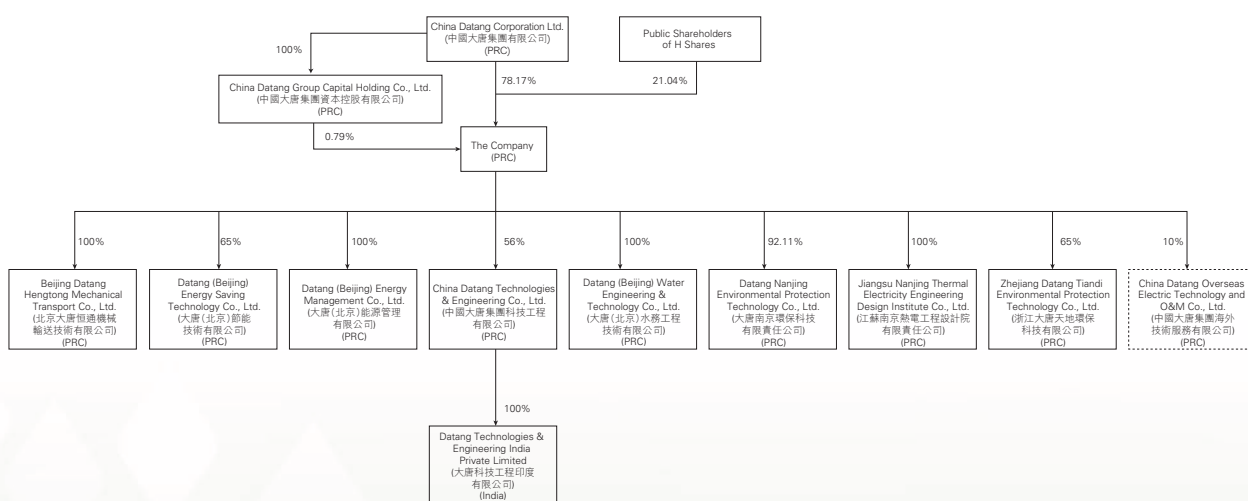 China Datang Corporation Ltd.
(中國大唐集團有限公司)
(PRC)
Public Shareholders
of H Shares
100%
78.17%
21.04%
China Datang Group Capital Holding Co., Ltd.
(中國大唐集團資本控股有限公司)
(PRC)
0.79%
The Company
(PRC)
100%
65%
100%
56%
100%
92.11%
100%
65%
10%
Beijing Datang
Hengtong Mechanical
Transport Co., Ltd.
(北京大唐恒通機械
輸送技術有限公司)
(PRC)
Datang (Beijing)
Energy Saving
Technology Co., Ltd.
(大唐(北京)節能
技術有限公司)
(PRC)
Datang (Beijing) Energy
Management Co., Ltd.
(大唐(北京)能源管理
有限公司)
(PRC)
China Datang Technologies
& Engineering Co., Ltd.
(中國大唐集團科技工程
有限公司)
(PRC)
Datang (Beijing) Water
Engineering &
Technology Co., Ltd.
(大唐(北京)水務工程
技術有限公司)
(PRC)
Datang Nanjing
Environmental Protection
Technology Co., Ltd.
(大唐南京環保科技
有限責任公司)
(PRC)
Jiangsu Nanjing Thermal
Electricity Engineering
Design Institute Co., Ltd.
(江蘇南京熱電工程設計院
有限責任公司)
(PRC)
Zhejiang Datang Tiandi
Environmental Protection
Technology Co., Ltd.
(浙江大唐天地環保
科技有限公司)
(PRC)
China Datang Overseas
Electric Technology and
O&M Co., Ltd.
(中國大唐集團海外
技術服務有限公司)
(PRC)
100%
Datang Technologies &
Engineering India
Private Limited
(大唐科技工程印度
有限公司)
(India)